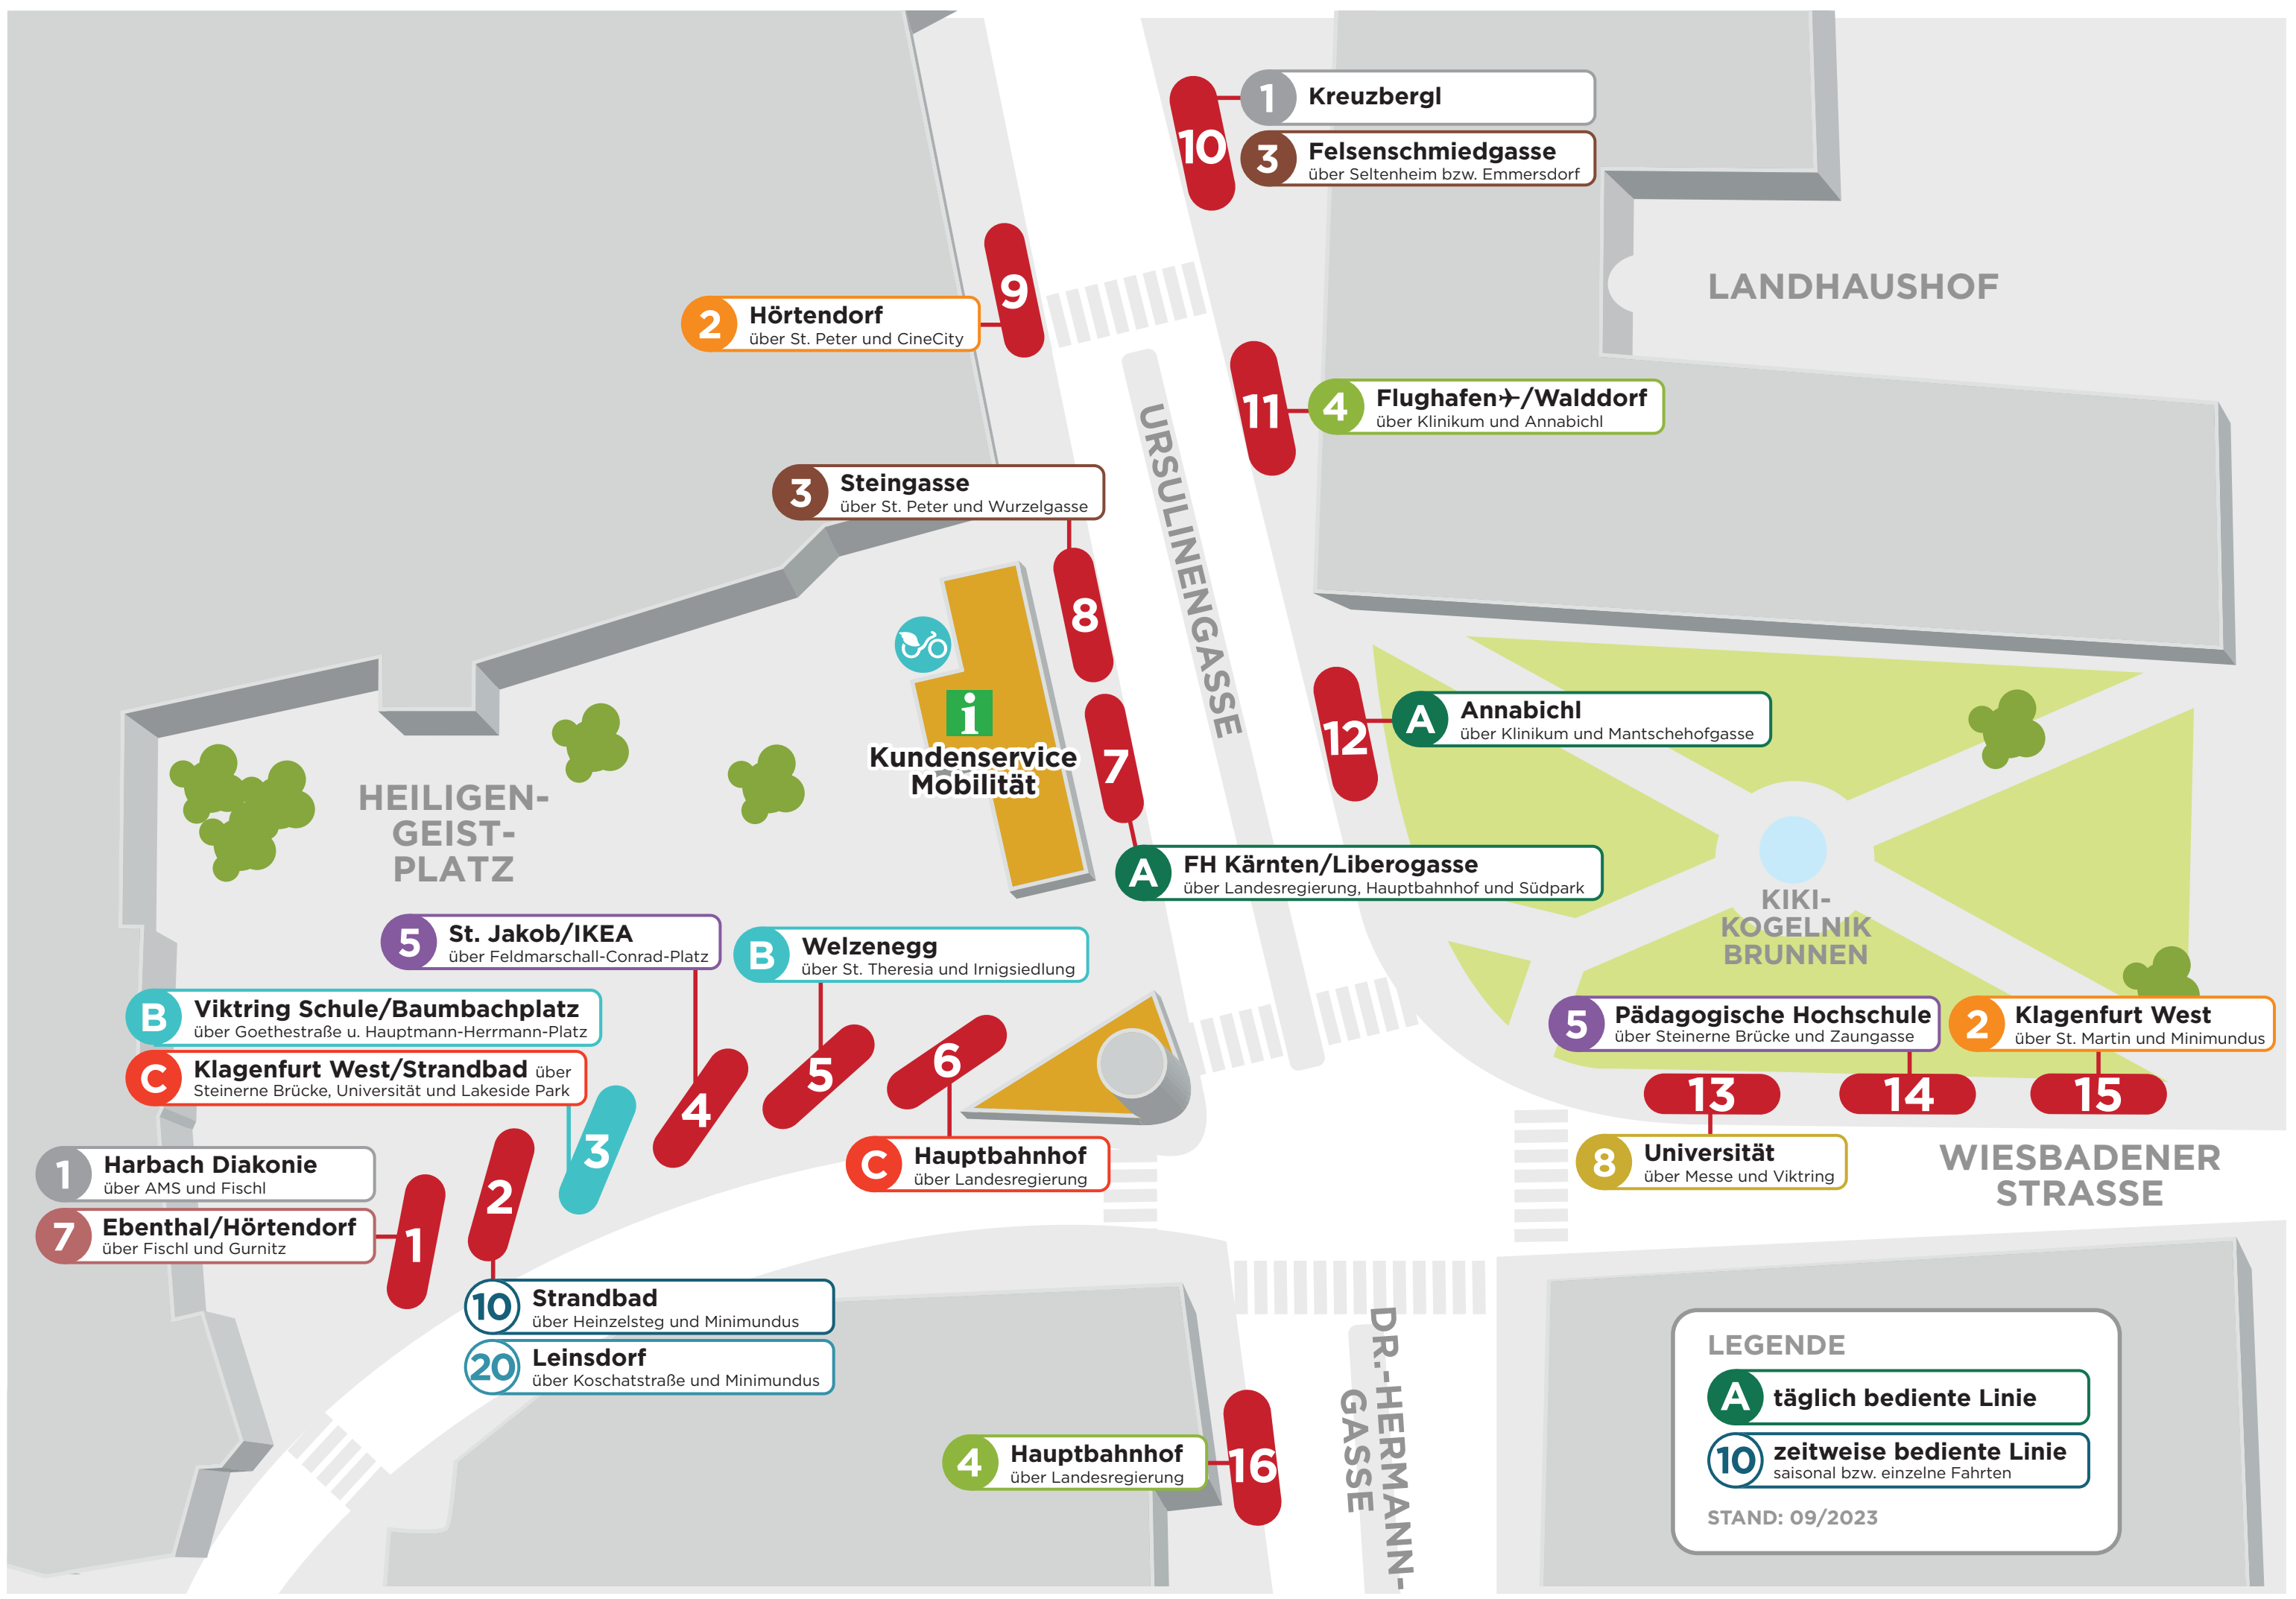 10
1
Kreuzbergl
3
Felsenschmiedgasse
über Seltenheim bzw. Emmersdorf
9
2
Hörtendorf
über St. Peter und CineCity
LANDHAUSHOF
11
4
Flughafen✈/Walddorf
über Klinikum und Annabichl
URSULINENGASSE
3
Steingasse
über St. Peter und Wurzelgasse
8
i
Kundenservice
Mobilität
7
12
A
Annabichl
über Klinikum und Mantschehofgasse
HEILIGEN-
GEIST-
PLATZ
A
FH Kärnten/Liberogasse
über Landesregierung, Hauptbahnhof und Südpark
KIKI-
KOGELNIK
BRUNNEN
5
St. Jakob/IKEA
über Feldmarschall-Conrad-Platz
B
Welzenegg
über St. Theresia und Irnigsiedlung
B
Viktring Schule/Baumbachplatz
über Goethestraße u. Hauptmann-Herrmann-Platz
C
Klagenfurt West/Strandbad über
Steinerne Brücke, Universität und Lakeside Park
5
Pädagogische Hochschule
über Steinerne Brücke und Zaungasse
2
Klagenfurt West
über St. Martin und Minimundus
6
5
4
3
2
1
13
14
15
C
Hauptbahnhof
über Landesregierung
8
Universität
über Messe und Viktring
WIESBADENER
STRASSE
1
Harbach Diakonie
über AMS und Fischl
7
Ebenthal/Hörtendorf
über Fischl und Gurnitz
10
Strandbad
über Heinzelsteg und Minimundus
20
Leinsdorf
über Koschatstraße und Minimundus
DR.-HERMANN-
GASSE
4
Hauptbahnhof
über Landesregierung
16
LEGENDE
A
täglich bediente Linie
10
zeitweise bediente Linie
saisonal bzw. einzelne Fahrten
STAND: 09/2023